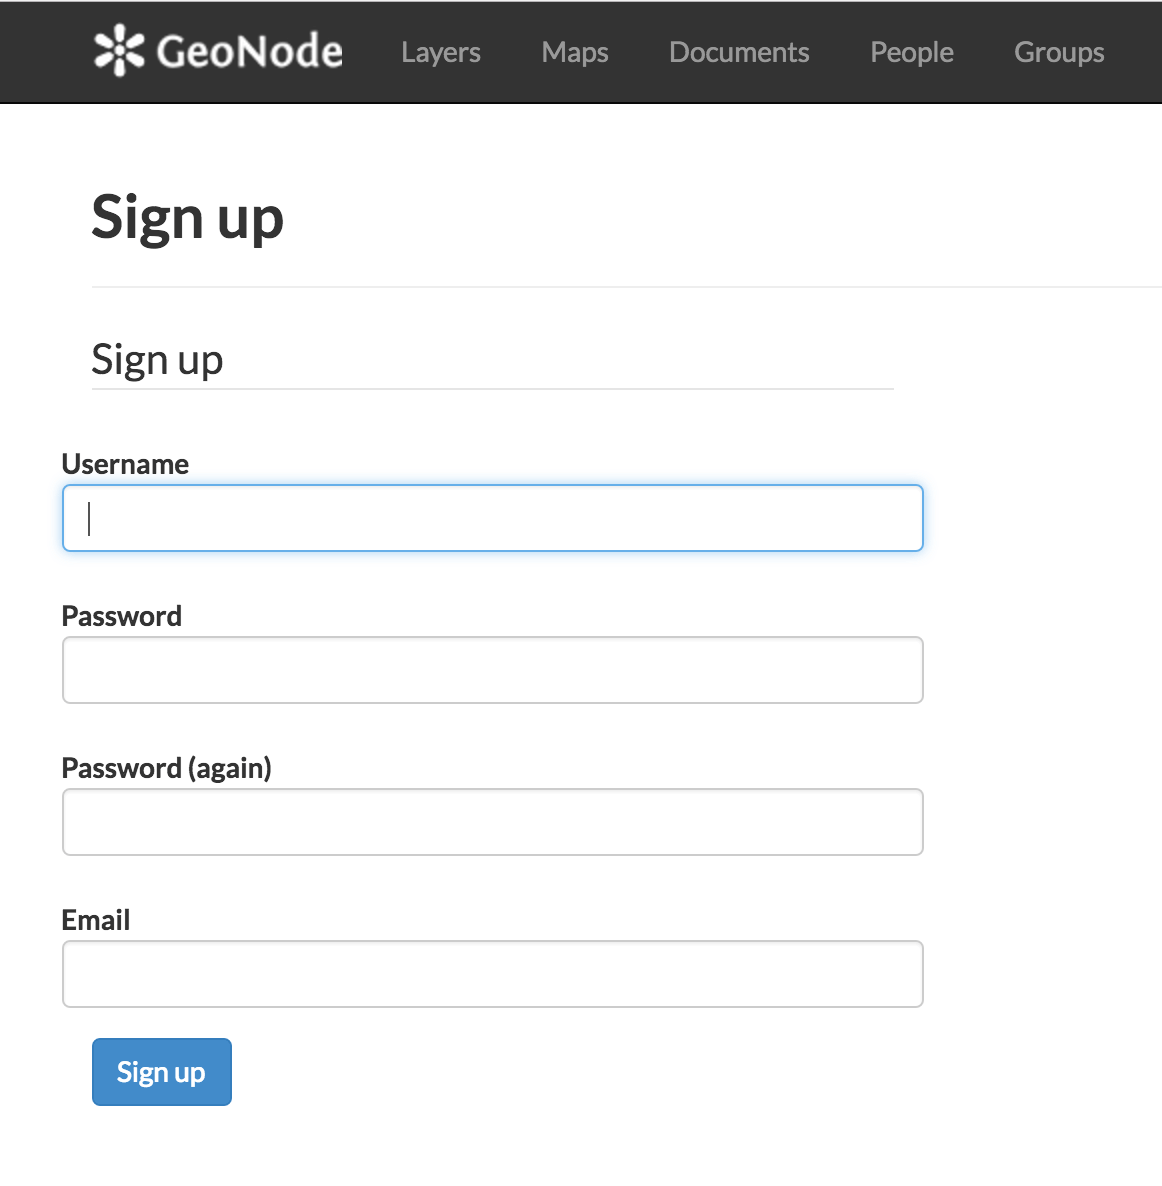 GeoNode Layers Maps Documents People Groups
Sign up
Sign up
Username
Password
Password (again)
Email
Sign up